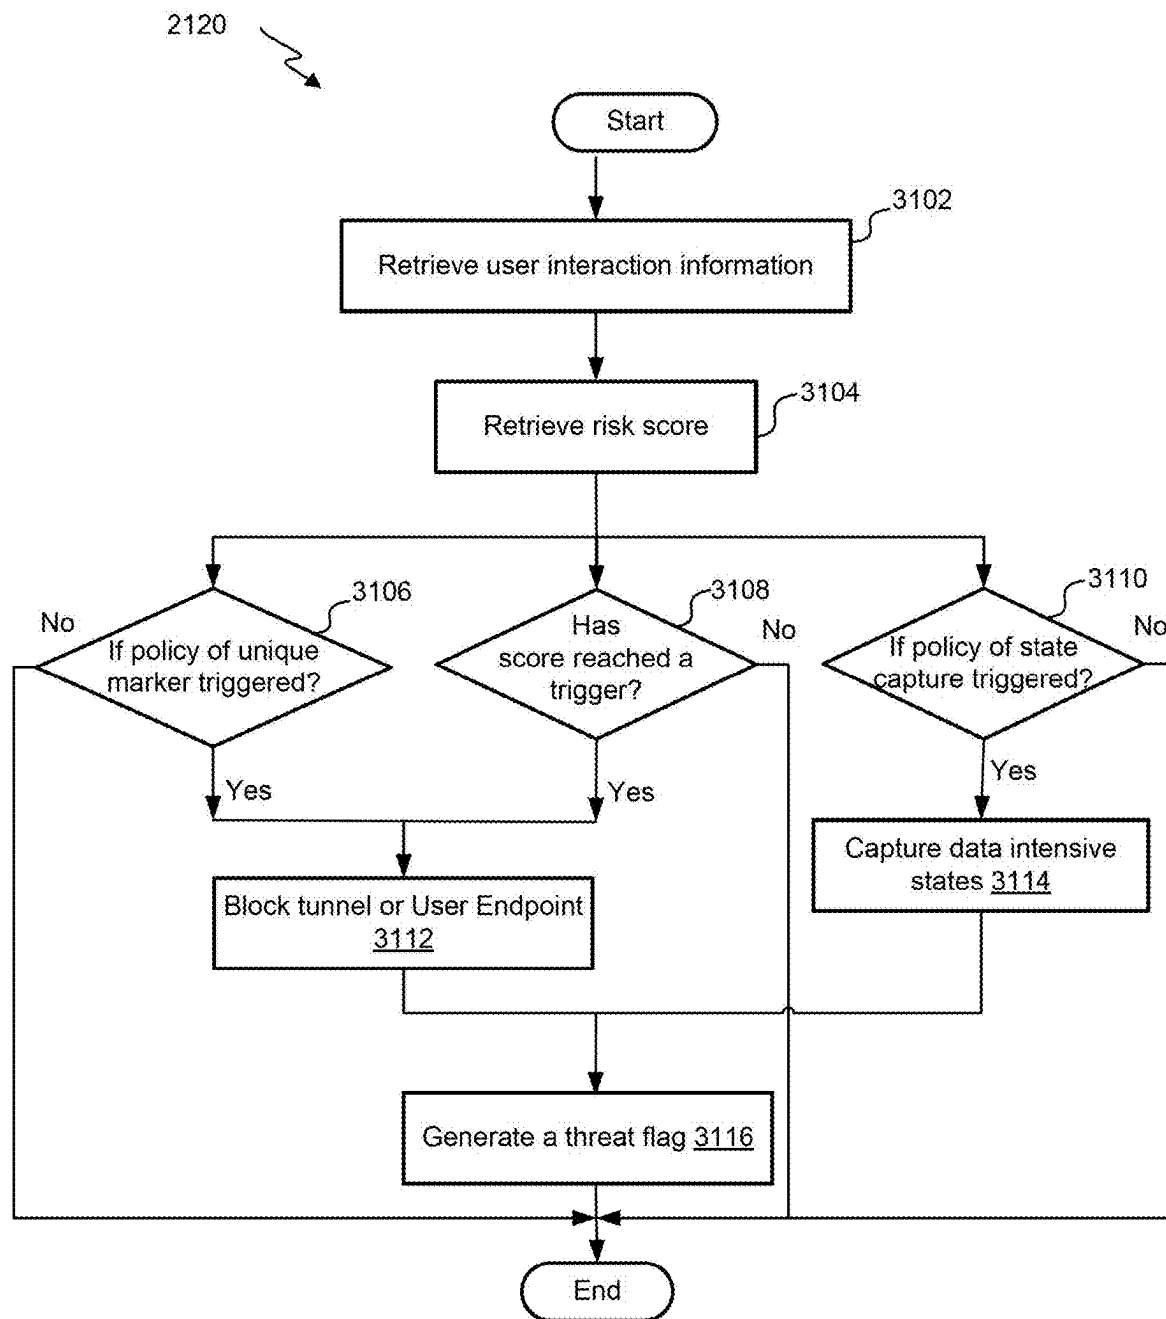 2120
Start
3102
Retrieve user interaction information
3104
Retrieve risk score
3106
3108
3110
No
If policy of unique
marker triggered?
Has
score reached a
trigger?
No
If policy of state
capture triggered?
No
Yes
Yes
Yes
Capture data intensive
states 3114
Block tunnel or User Endpoint
3112
Generate a threat flag 3116
End